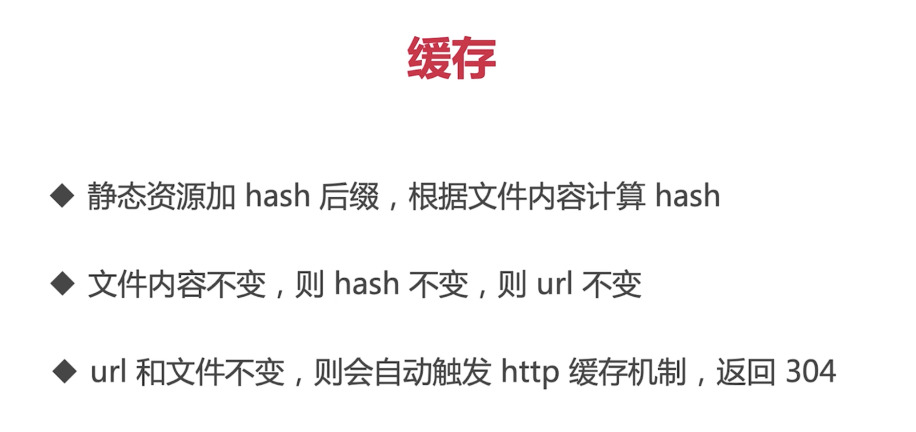 缓存
◆ 静态资源加 hash 后缀，根据文件内容计算 hash
◆ 文件内容不变，则 hash 不变，则 url 不变
◆ url 和文件不变，则会自动触发 http 缓存机制，返回 304